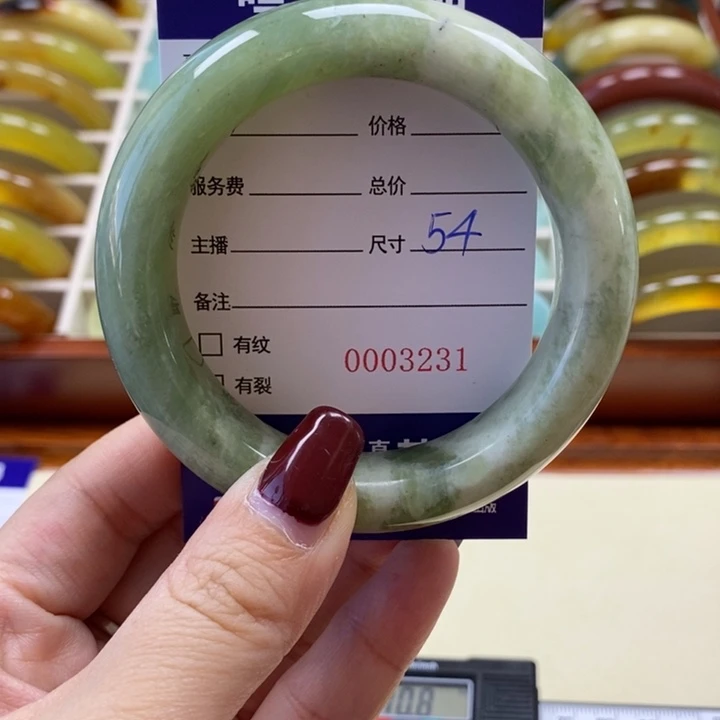 价格
服务费 总价
主播 尺寸 54
备注
有纹 0003231
有裂
真